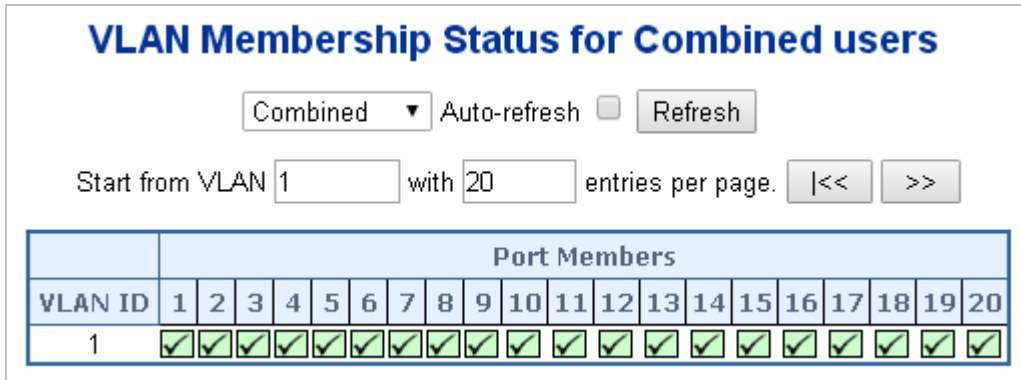 VLAN Membership Status for Combined users
Combined Auto-refresh Refresh
Start from VLAN 1 with 20 entries per page. |<< >>
Port Members
VLAN ID 1 2 3 4 5 6 7 8 9 10 11 12 13 14 15 16 17 18 19 20
1